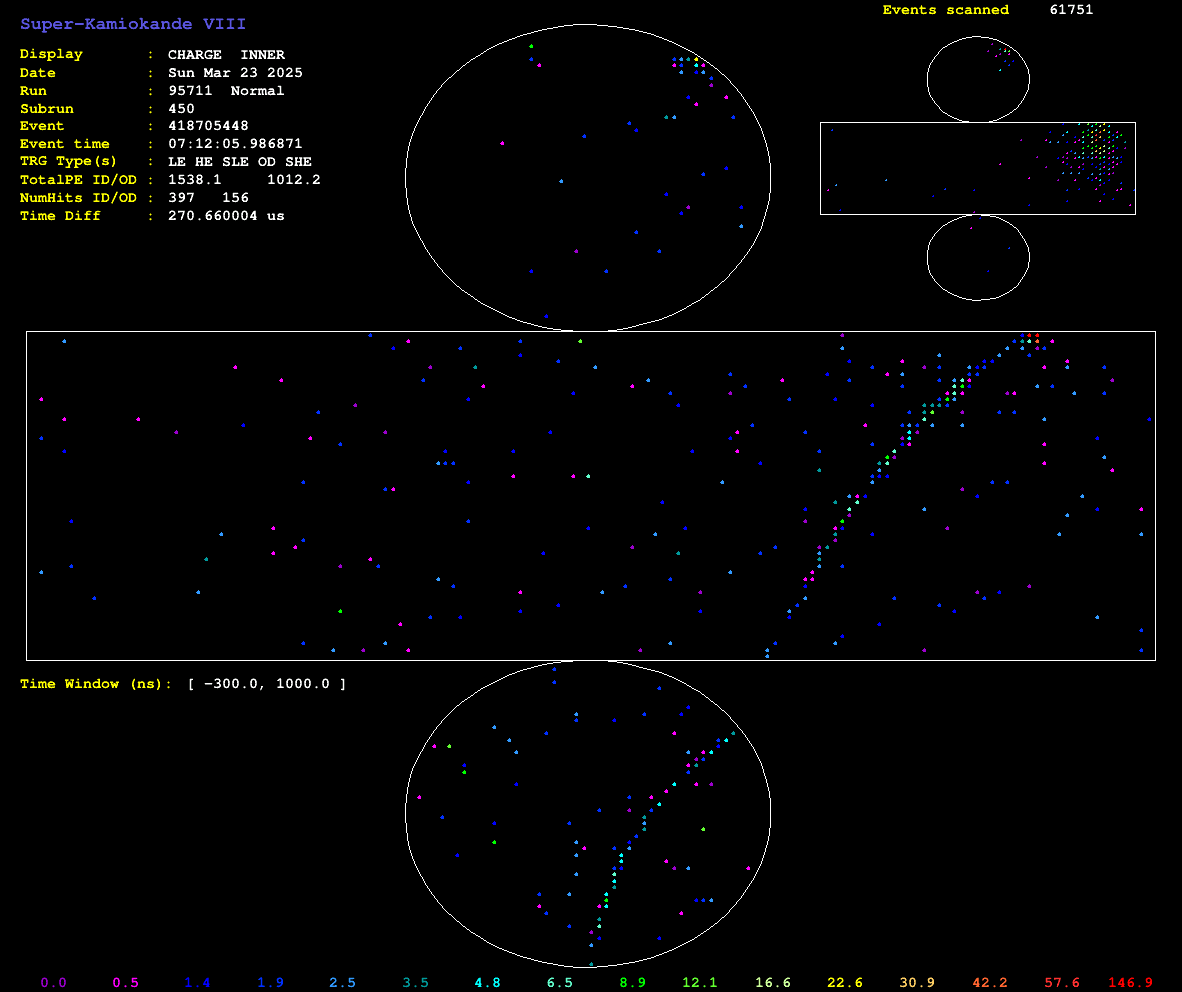 Super-Kamiokande VIII
Events scanned 61751
Display : CHARGE INNER
Date : Sun Mar 23 2025
Run : 95711 Normal
Subrun : 450
Event : 418705448
Event time : 07:12:05.986871
TRG Type(s) : LE HE SLE OD SHE
TotalPE ID/OD : 1538.1 1012.2
NumHits ID/OD : 397 156
Time Diff : 270.660004 us
Time Window (ns): [ −300.0, 1000.0 ]
0.0 0.5 1.4 1.9 2.5 3.5 4.8 6.5 8.9 12.1 16.6 22.6 30.9 42.2 57.6 146.9